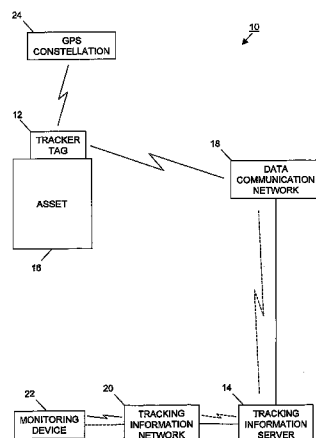 24
10
GPS
CONSTELLATION
12
TRACKER
TAG
18
DATA
COMMUNICATION
NETWORK
ASSET
16
22
20
14
MONITORING
DEVICE
TRACKING
INFORMATION
NETWORK
TRACKING
INFORMATION
SERVER